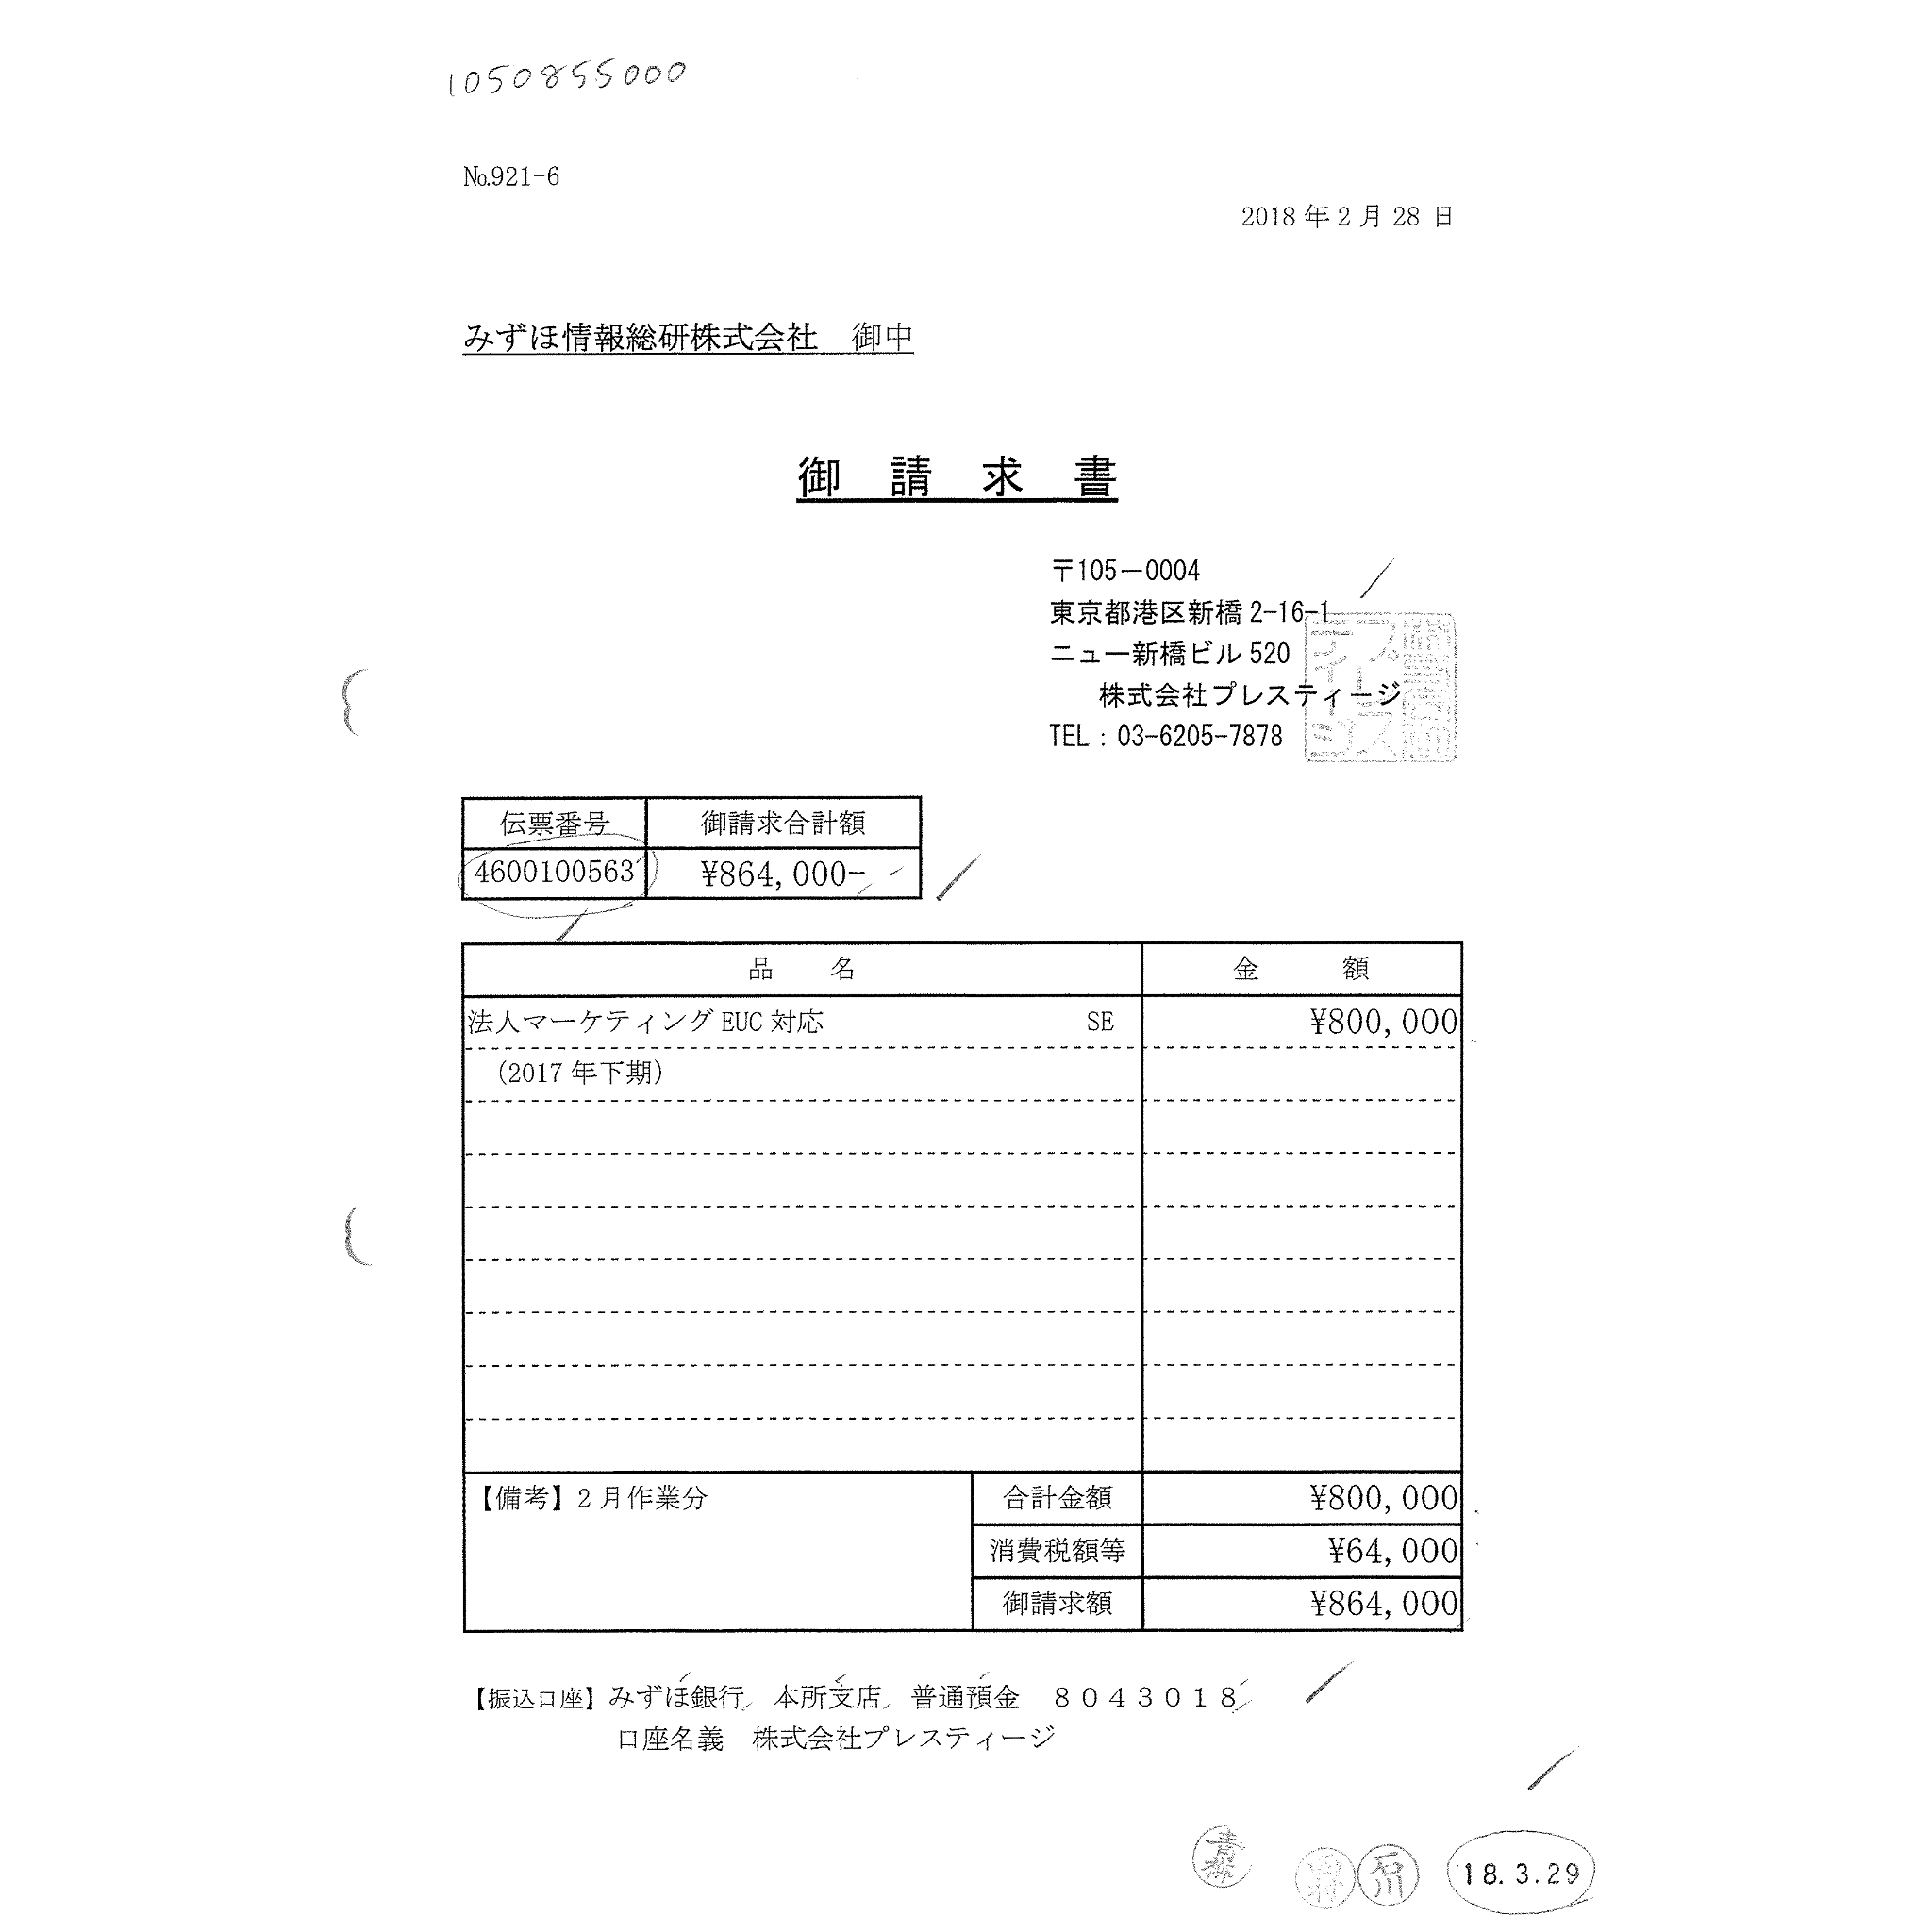 1050855000
№921-6
2018 年 2 月 28 日
みずほ情報総研株式会社 御中
御 請 求 書
〒105－0004
東京都港区新橋 2-16-1
ニュー新橋ビル 520
株式会社プレスティージ
TEL : 03-6205-7878
伝票番号 御請求合計額
4600100563 ¥864,000-
品 名 金 額
法人マーケティング EUC 対応 SE ¥800,000
(2017 年下期)
【備考】2 月作業分 合計金額 ¥800,000
消費税額等 ¥64,000
御請求額 ¥864,000
【振込口座】みずほ銀行 本所支店 普通預金 ８０４３０１８
口座名義 株式会社プレスティージ
石川
'18.3.29